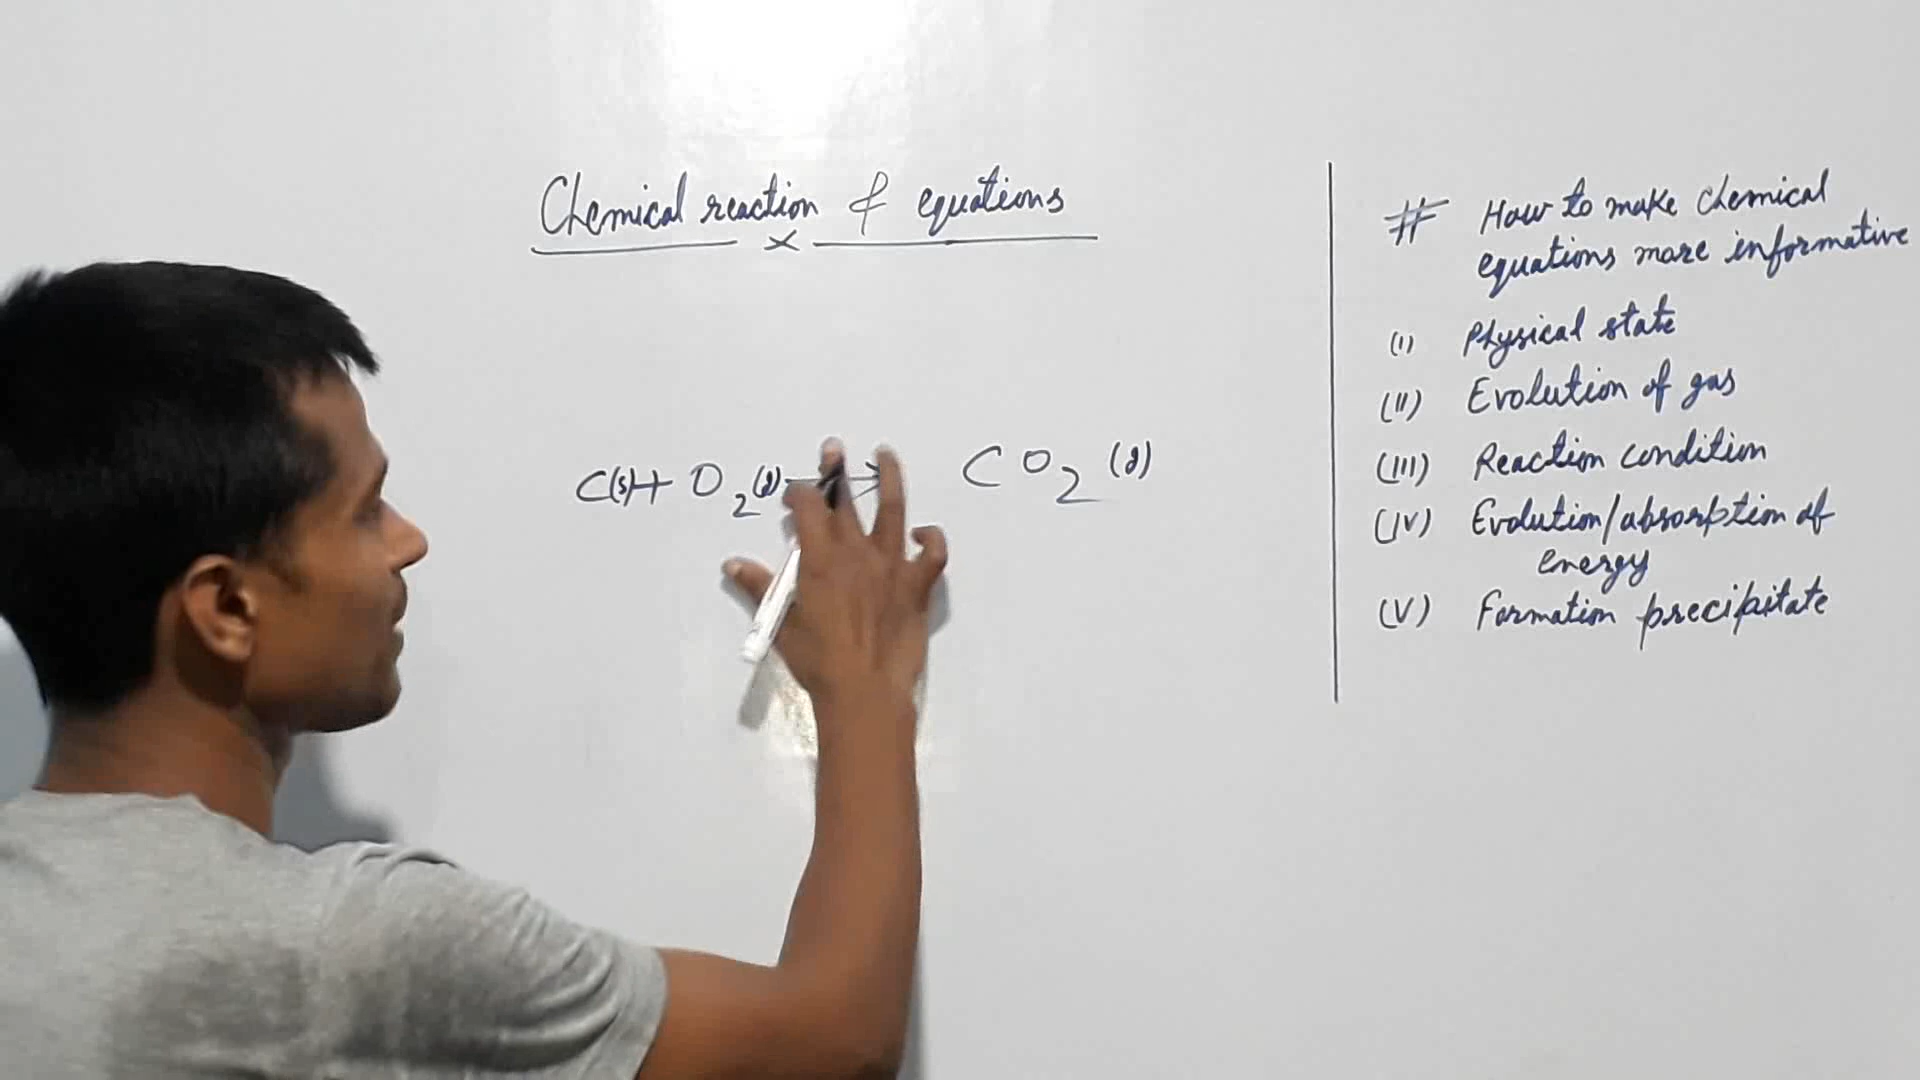 Chemical reaction & equations
x
C(s) + O2(g) → CO2(g)
# How to make chemical
equations more informative
(I) Physical state
(II) Evolution of gas
(III) Reaction condition
(IV) Evolution/absorption of
energy
(V) Formation precipitate